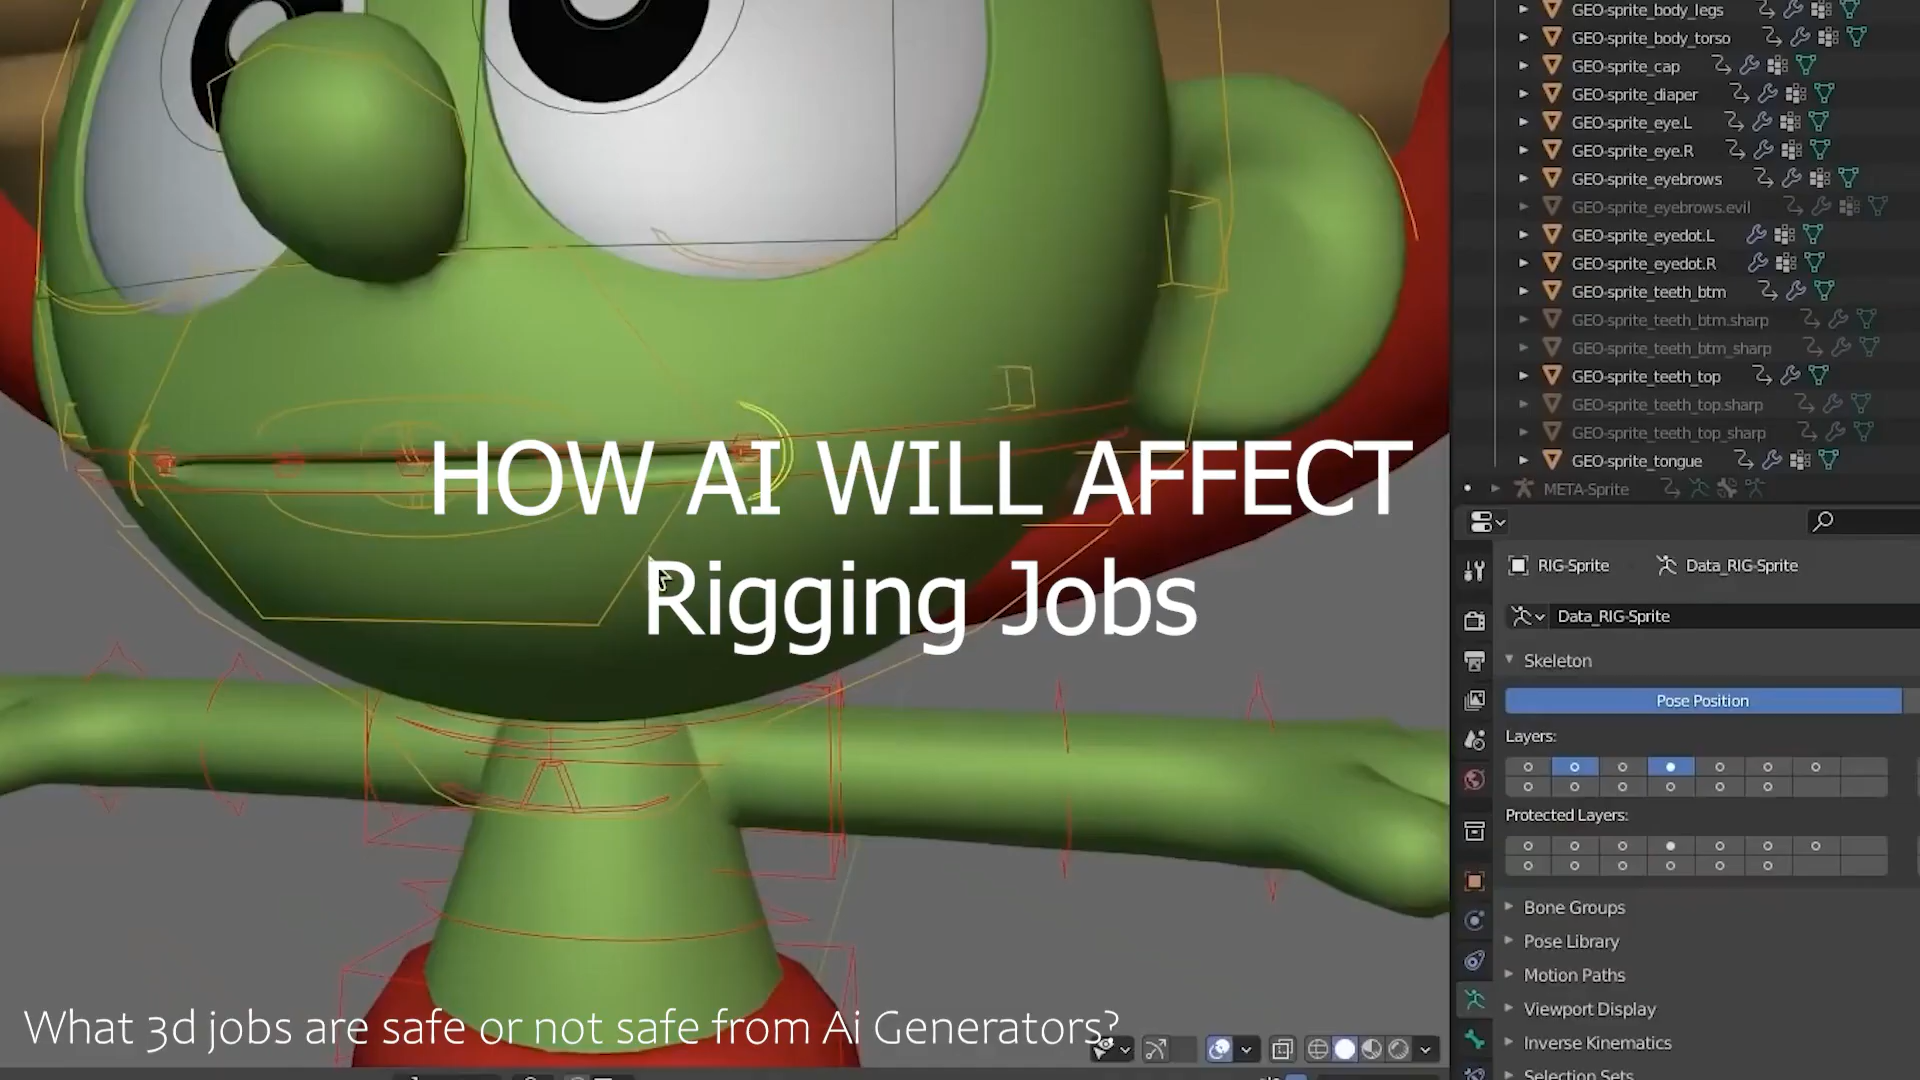 GEO-sprite_body_legs
GEO-sprite_body_torso
GEO-sprite_cap
GEO-sprite_diaper
GEO-sprite_eye.L
GEO-sprite_eye.R
GEO-sprite_eyebrows
GEO-sprite_eyebrows.evil
GEO-sprite_eyedot.L
GEO-sprite_eyedot.R
GEO-sprite_teeth_btm
GEO-sprite_teeth_btm.sharp
GEO-sprite_teeth_btm_sharp
GEO-sprite_teeth_top
GEO-sprite_teeth_top.sharp
GEO-sprite_teeth_top_sharp
GEO-sprite_tongue
META-Sprite
HOW AI WILL AFFECT
Rigging Jobs
RIG-Sprite Data_RIG-Sprite
Data_RIG-Sprite
Skeleton
Pose Position
Layers:
Protected Layers:
Bone Groups
Pose Library
Motion Paths
Viewport Display
Inverse Kinematics
Selection Sets
What 3d jobs are safe or not safe from Ai Generators?